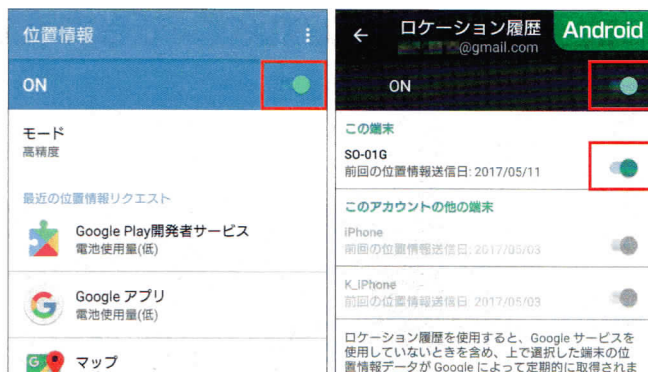 位置情報
ON
モード
高精度
最近の位置情報リクエスト
Google Play開発者サービス
電池使用量(低)
Google アプリ
電池使用量(低)
マップ
ロケーション履歴
Android
@gmail.com
ON
この端末
SO-01G
前回の位置情報送信日: 2017/05/11
このアカウントの他の端末
iPhone
前回の位置情報送信日: 2017/05/03
K_iPhone
前回の位置情報送信日: 2017/05/03
ロケーション履歴を使用すると、Google サービスを
使用していないときを含め、上で選択した端末の位
置情報データが Google によって定期的に取得されま